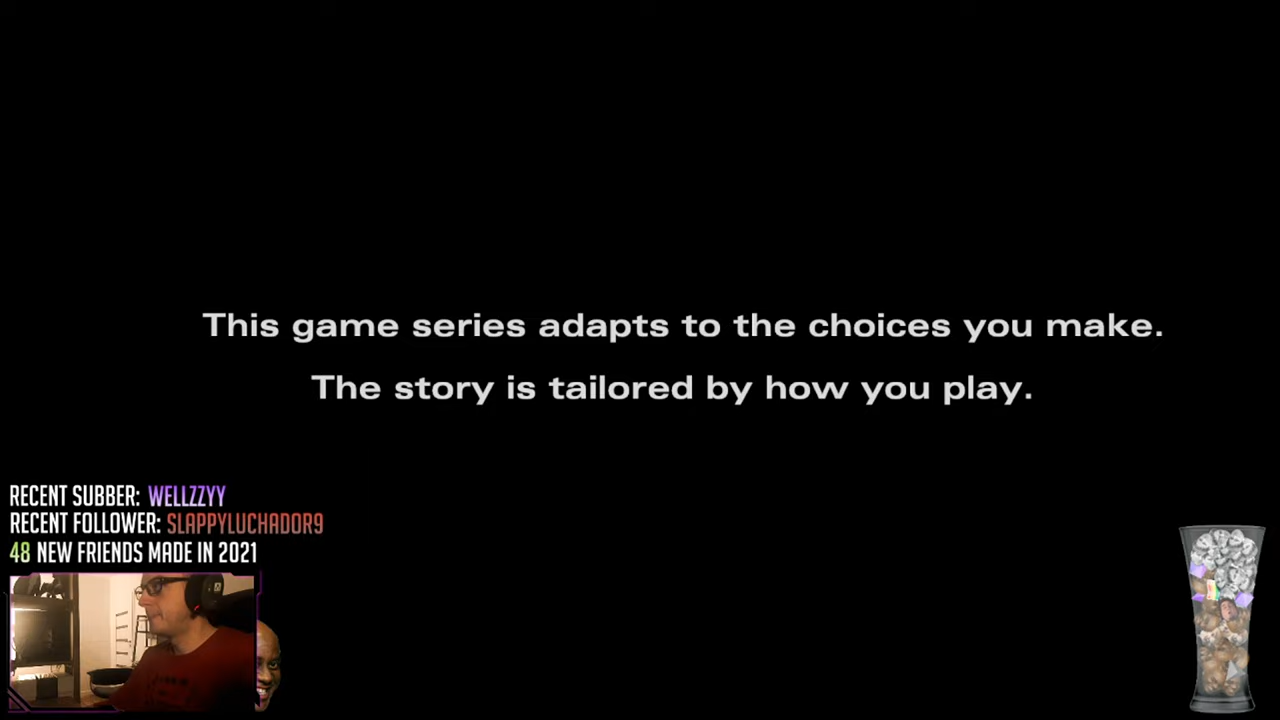 This game series adapts to the choices you make.
The story is tailored by how you play.
RECENT SUBBER: WELLZZYY
RECENT FOLLOWER: SLAPPYLUCHADOR9
48 NEW FRIENDS MADE IN 2021